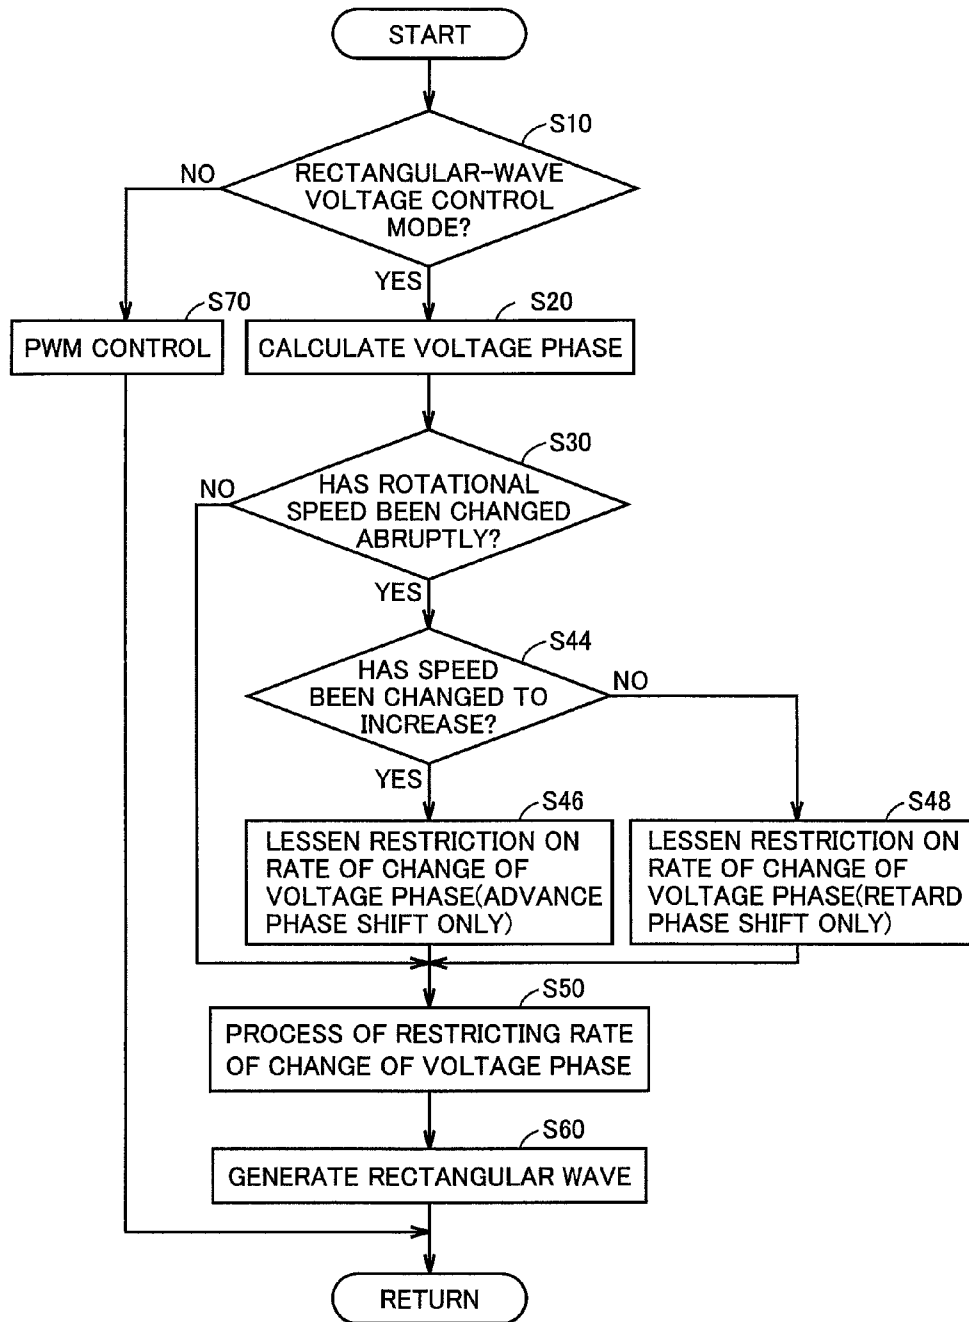 START
S10
RECTANGULAR-WAVE
VOLTAGE CONTROL
MODE?
NO
YES
S70
PWM CONTROL
S20
CALCULATE VOLTAGE PHASE
S30
HAS ROTATIONAL
SPEED BEEN CHANGED
ABRUPTLY?
NO
YES
S44
HAS SPEED
BEEN CHANGED TO
INCREASE?
NO
YES
S46
LESSEN RESTRICTION ON
RATE OF CHANGE OF
VOLTAGE PHASE(ADVANCE
PHASE SHIFT ONLY)
S48
LESSEN RESTRICTION ON
RATE OF CHANGE OF
VOLTAGE PHASE(RETARD
PHASE SHIFT ONLY)
S50
PROCESS OF RESTRICTING RATE
OF CHANGE OF VOLTAGE PHASE
S60
GENERATE RECTANGULAR WAVE
RETURN